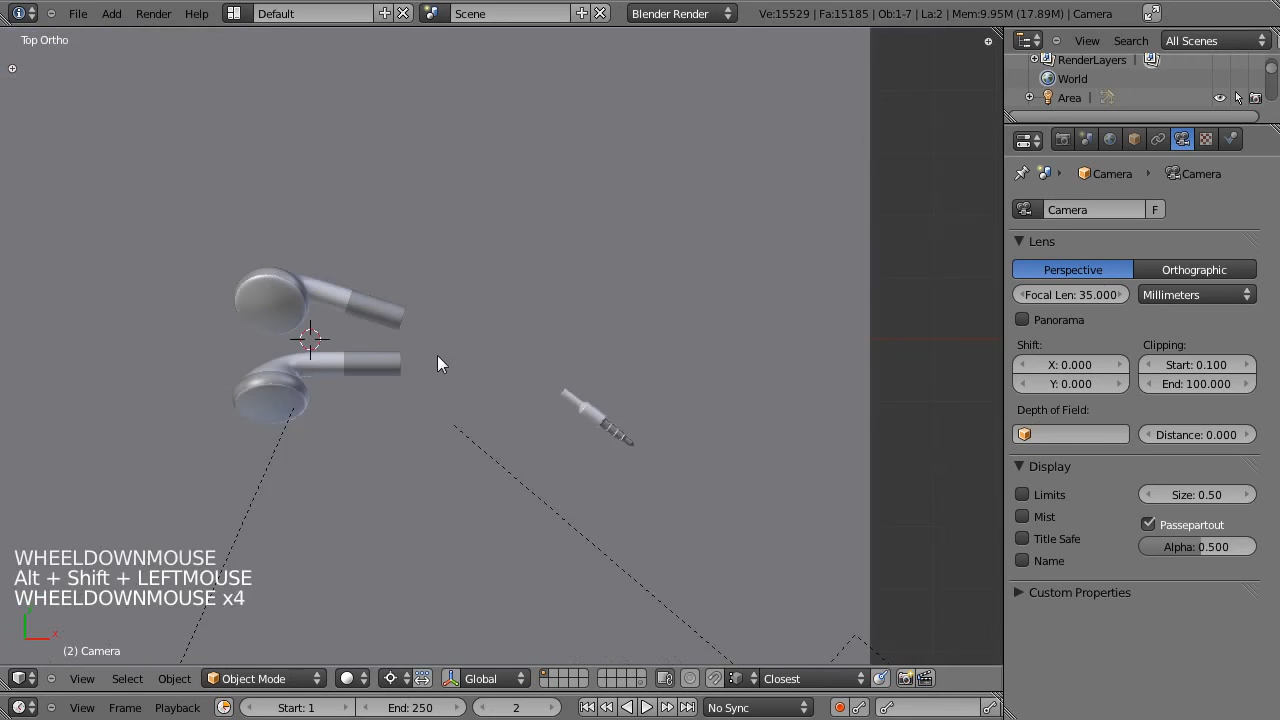 File Add Render Help Default Scene Blender Render Ve:15529 | Fa:15185 | Ob:1-7 | La:2 | Mem:9.95M (17.89M) | Camera
Top Ortho
View Search All Scenes
RenderLayers
World
Area
Camera Camera
Camera F
Lens
Perspective Orthographic
Focal Len: 35.000 Millimeters
Panorama
Shift: Clipping:
X: 0.000 Start: 0.100
Y: 0.000 End: 100.000
Depth of Field:
Distance: 0.000
Display
Limits Size: 0.50
Mist Passepartout
Title Safe Alpha: 0.500
Name
Custom Properties
WHEELDOWNMOUSE
Alt + Shift + LEFTMOUSE
WHEELDOWNMOUSE x4
x
(2) Camera
View Select Object Object Mode Global Closest
View Frame Playback Start: 1 End: 250 2 No Sync